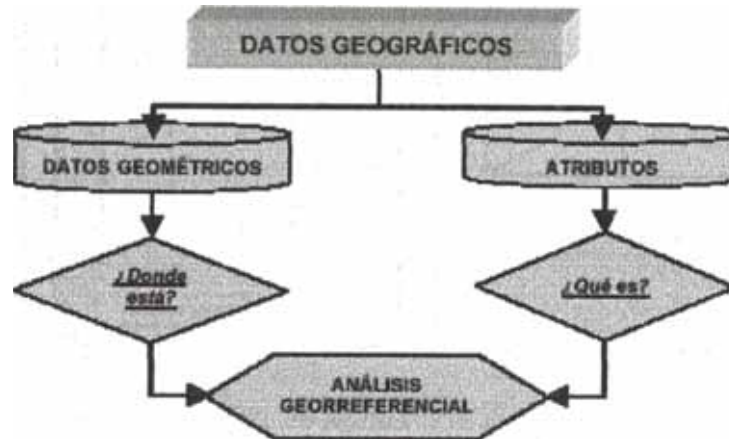 DATOS GEOGRÁFICOS
DATOS GEOMÉTRICOS
ATRIBUTOS
¿Donde
está?
¿Qué es?
ANÁLISIS
GEORREFERENCIAL